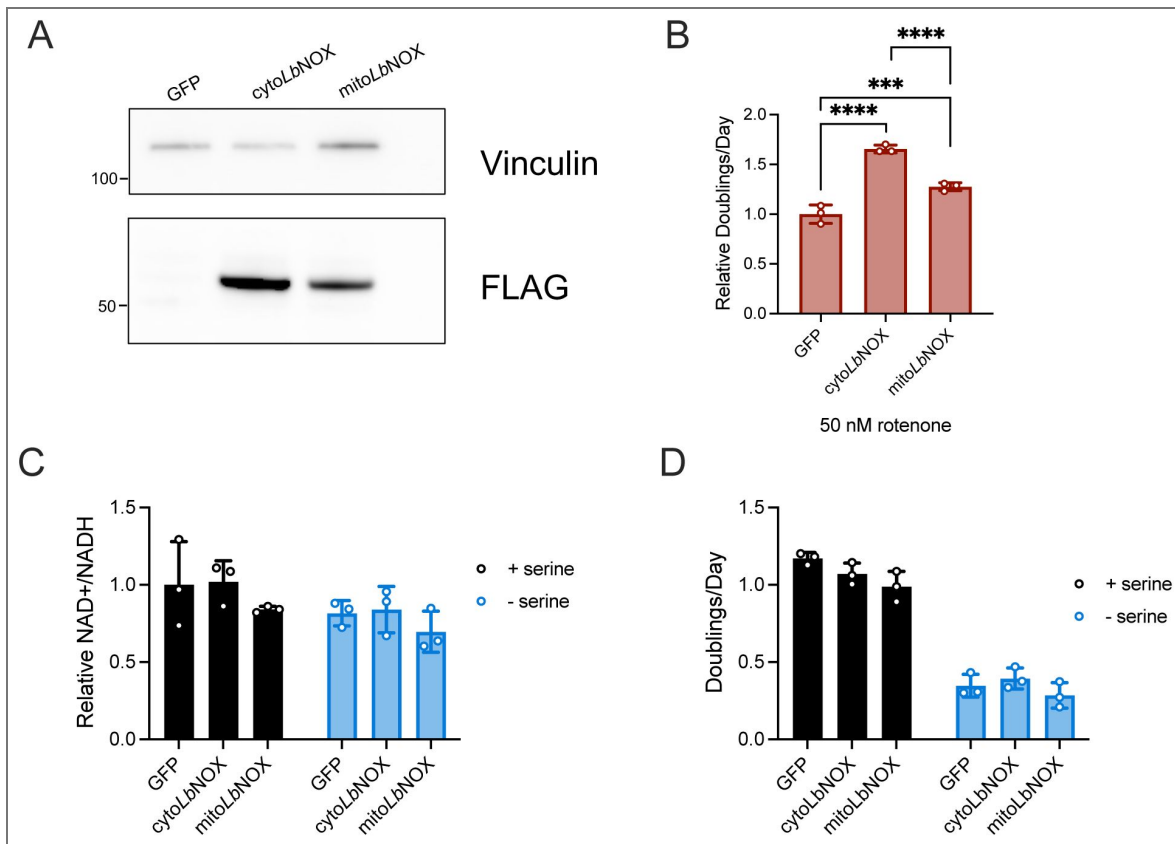 A
GFP
cytoLbNOX
mitoLbNOX
100
Vinculin
50
FLAG
B
****
***
****
Relative Doublings/Day
2.0
1.5
1.0
0.5
0.0
GFP
cytoLbNOX
mitoLbNOX
50 nM rotenone
C
Relative NAD+/NADH
1.5
1.0
0.5
0.0
GFP
cytoLbNOX
mitoLbNOX
GFP
cytoLbNOX
mitoLbNOX
+ serine
- serine
D
Doublings/Day
1.5
1.0
0.5
0.0
GFP
cytoLbNOX
mitoLbNOX
GFP
cytoLbNOX
mitoLbNOX
+ serine
- serine